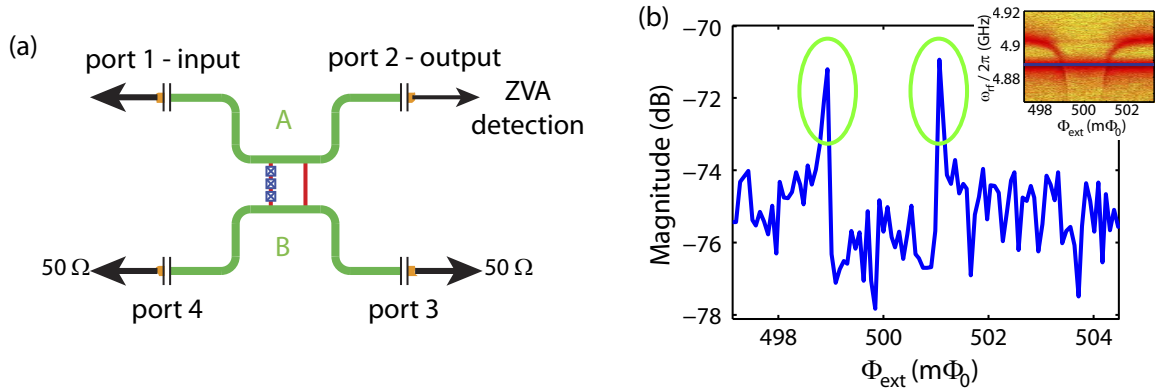 (a)
port 1 - input
port 2 - output
ZVA
detection
A
B
50 Ω
50 Ω
port 4
port 3
(b)
Magnitude (dB)
−70
−72
−74
−76
−78
498
500
502
504
Φext (mΦ0)
ωrf / 2π (GHz)
4.92
4.9
4.88
498
502
Φext (mΦ0)